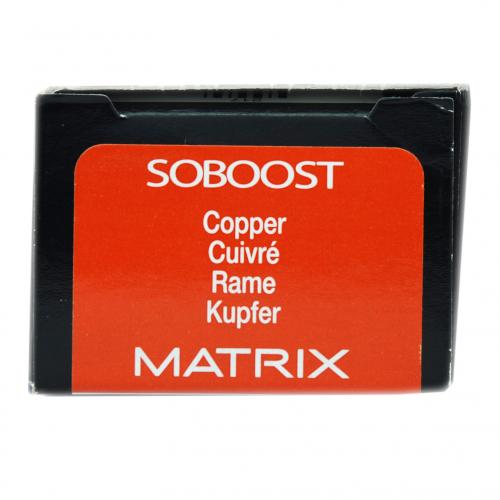 SOBOOST
Copper
Cuivré
Rame
Kupfer
MATRIX